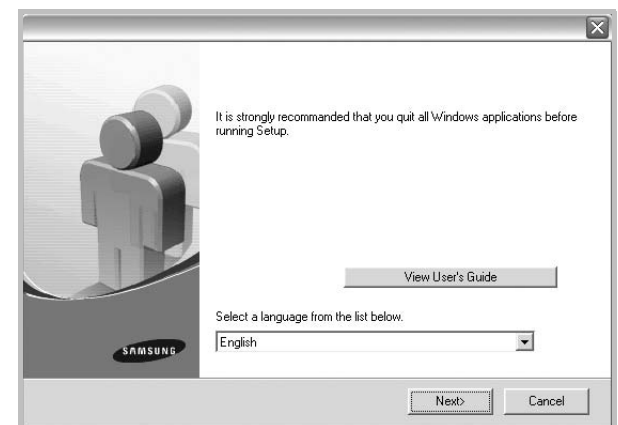 It is strongly recommanded that you quit all Windows applications before
running Setup.
View User's Guide
Select a language from the list below.
English
SAMSUNG
Next>
Cancel